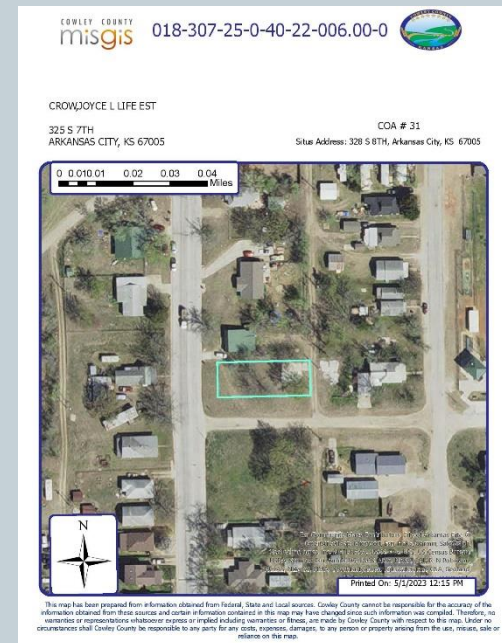 COWLEY COUNTY
misgis
018-307-25-0-40-22-006.00-0
CROW,JOYCE L LIFE EST
325 S 7TH
ARKANSAS CITY, KS 67005
COA # 31
Situs Address: 328 S 8TH, Arkansas City, KS 67005
0 0.010.01 0.02 0.03 0.04
Miles
N
Printed On: 5/1/2023 12:15 PM
This map has been prepared from information obtained from Federal, State and Local sources. Cowley County cannot be responsible for the accuracy of the
information obtained from these sources and certain information contained in this map may have changed since such information was compiled. Therefore, no
warranties or representations whatsoever express or implied including warranties or fitness, are made by Cowley County with respect to this map. Under no
circumstances shall Cowley County be responsible to any party for any costs, expenses, damages, to any person or property arising from the use, misuse, sale or
reliance on this map.